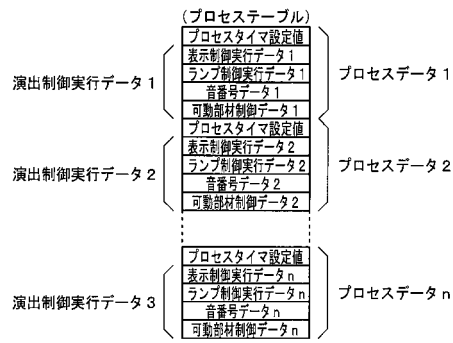 (プロセステーブル)
プロセスタイマ設定値
表示制御実行データ1
ランプ制御実行データ1
音番号データ1
可動部材制御データ1
演出制御実行データ1
プロセスデータ1
プロセスタイマ設定値
表示制御実行データ2
ランプ制御実行データ2
音番号データ2
可動部材制御データ2
演出制御実行データ2
プロセスデータ2
プロセスタイマ設定値
表示制御実行データn
ランプ制御実行データn
音番号データn
可動部材制御データn
演出制御実行データ3
プロセスデータn